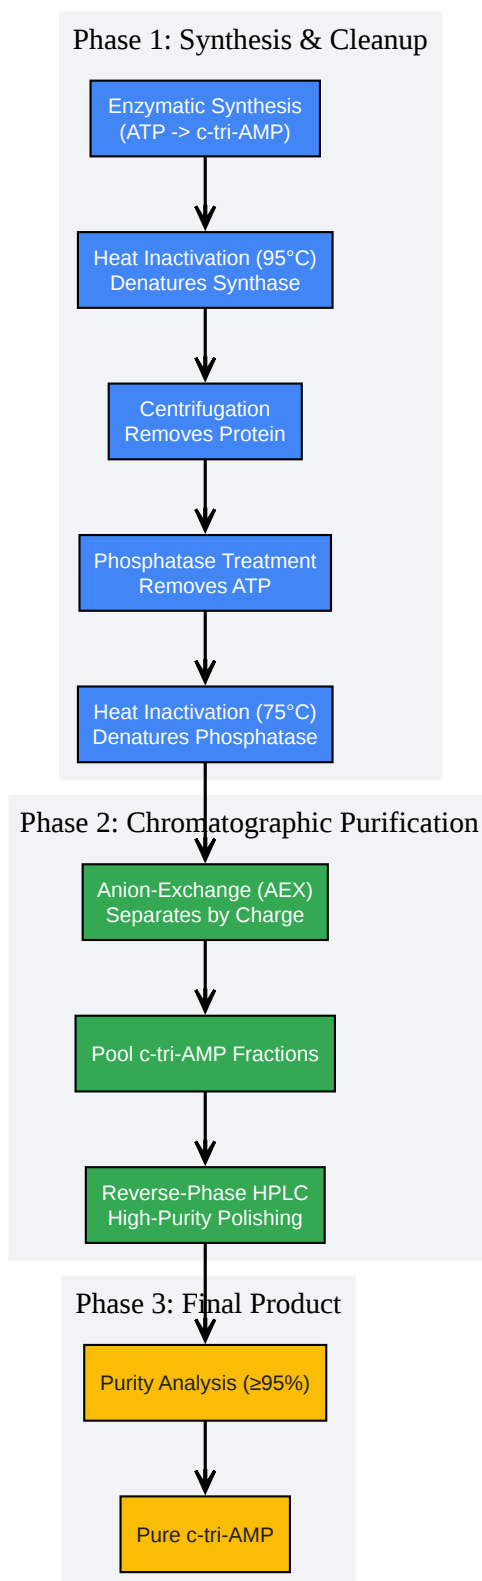 Phase 1: Synthesis & Cleanup
Enzymatic Synthesis
(ATP -> c-tri-AMP)
Heat Inactivation (95°C)
Denatures Synthase
Centrifugation
Removes Protein
Phosphatase Treatment
Removes ATP
Heat Inactivation (75°C)
Denatures Phosphatase
Phase 2: Chromatographic Purification
Anion-Exchange (AEX)
Separates by Charge
Pool c-tri-AMP Fractions
Reverse-Phase HPLC
High-Purity Polishing
Phase 3: Final Product
Purity Analysis (≥95%)
Pure c-tri-AMP